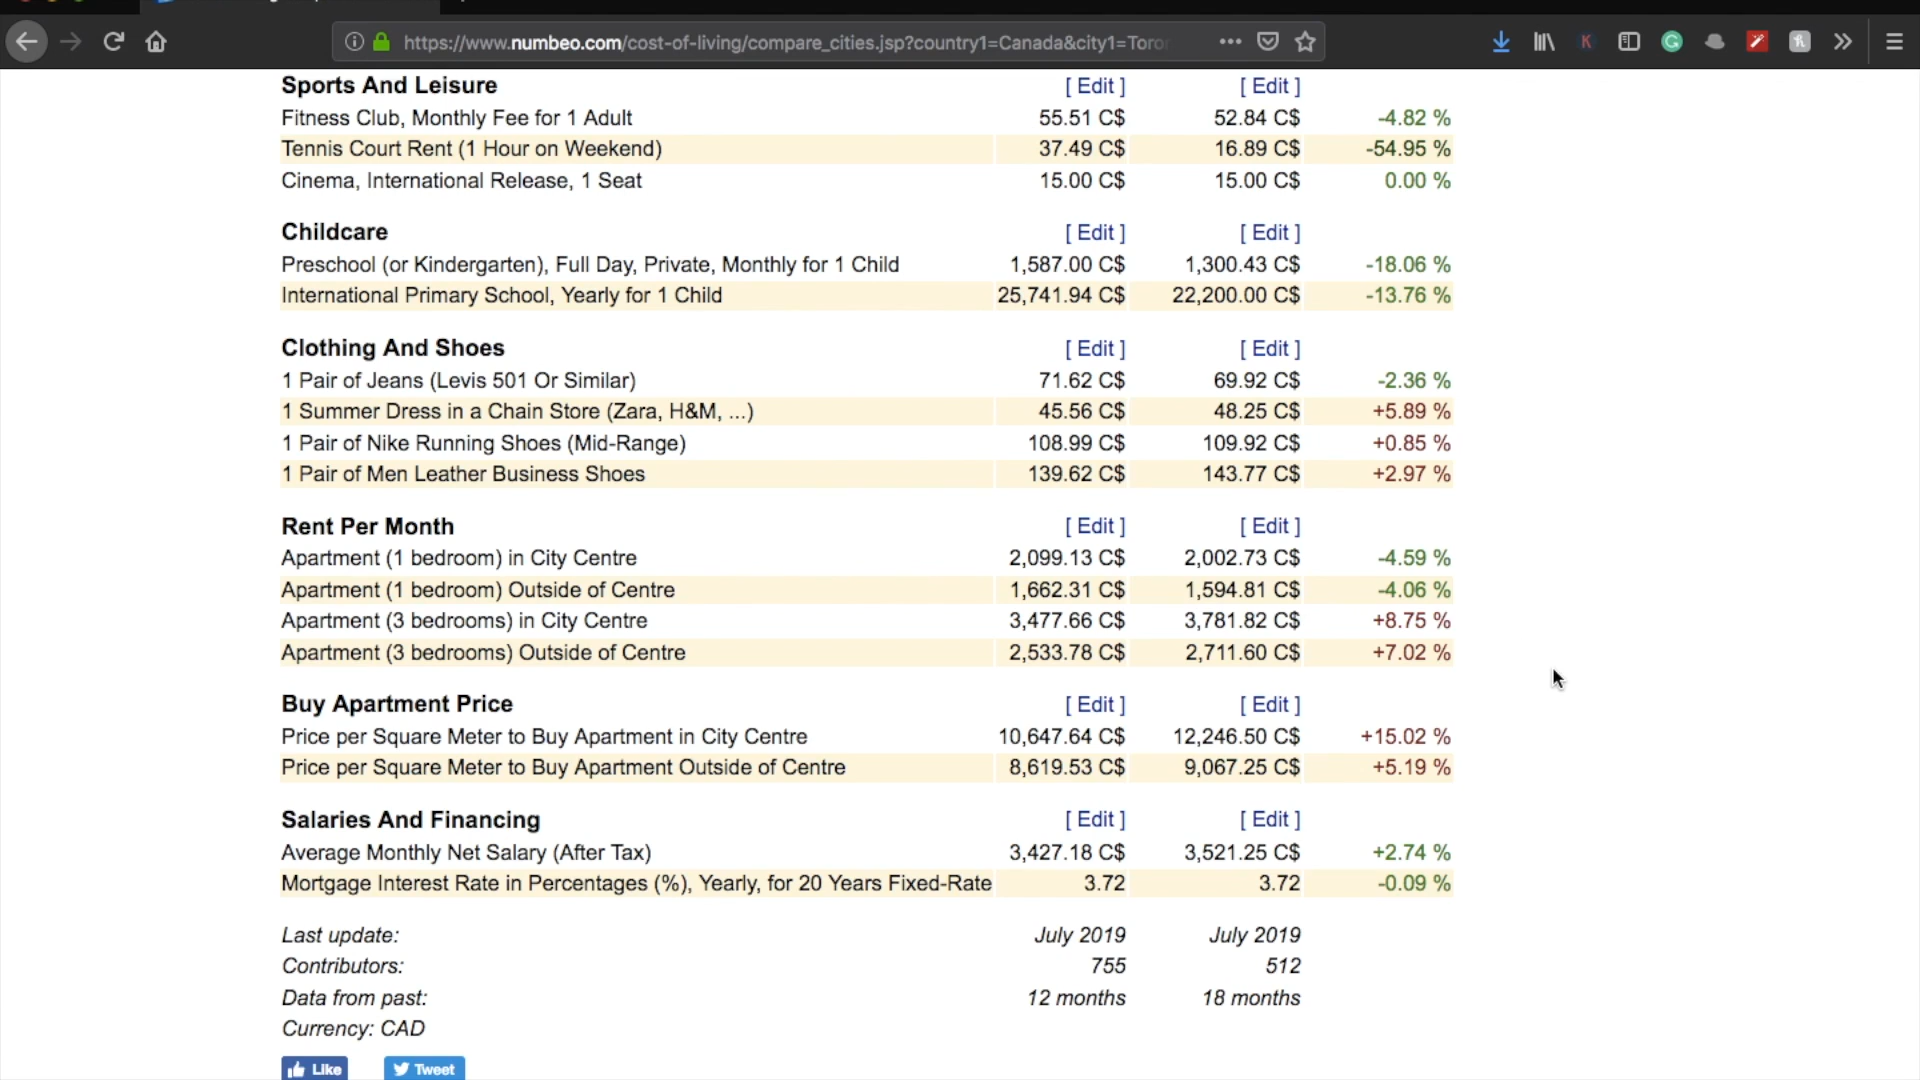 https://www.numbeo.com/cost-of-living/compare_cities.jsp?country1=Canada&city1=Toror
Sports And Leisure [ Edit ] [ Edit ]
Fitness Club, Monthly Fee for 1 Adult 55.51 C$ 52.84 C$ -4.82 %
Tennis Court Rent (1 Hour on Weekend) 37.49 C$ 16.89 C$ -54.95 %
Cinema, International Release, 1 Seat 15.00 C$ 15.00 C$ 0.00 %
Childcare [ Edit ] [ Edit ]
Preschool (or Kindergarten), Full Day, Private, Monthly for 1 Child 1,587.00 C$ 1,300.43 C$ -18.06 %
International Primary School, Yearly for 1 Child 25,741.94 C$ 22,200.00 C$ -13.76 %
Clothing And Shoes [ Edit ] [ Edit ]
1 Pair of Jeans (Levis 501 Or Similar) 71.62 C$ 69.92 C$ -2.36 %
1 Summer Dress in a Chain Store (Zara, H&M, ...) 45.56 C$ 48.25 C$ +5.89 %
1 Pair of Nike Running Shoes (Mid-Range) 108.99 C$ 109.92 C$ +0.85 %
1 Pair of Men Leather Business Shoes 139.62 C$ 143.77 C$ +2.97 %
Rent Per Month [ Edit ] [ Edit ]
Apartment (1 bedroom) in City Centre 2,099.13 C$ 2,002.73 C$ -4.59 %
Apartment (1 bedroom) Outside of Centre 1,662.31 C$ 1,594.81 C$ -4.06 %
Apartment (3 bedrooms) in City Centre 3,477.66 C$ 3,781.82 C$ +8.75 %
Apartment (3 bedrooms) Outside of Centre 2,533.78 C$ 2,711.60 C$ +7.02 %
Buy Apartment Price [ Edit ] [ Edit ]
Price per Square Meter to Buy Apartment in City Centre 10,647.64 C$ 12,246.50 C$ +15.02 %
Price per Square Meter to Buy Apartment Outside of Centre 8,619.53 C$ 9,067.25 C$ +5.19 %
Salaries And Financing [ Edit ] [ Edit ]
Average Monthly Net Salary (After Tax) 3,427.18 C$ 3,521.25 C$ +2.74 %
Mortgage Interest Rate in Percentages (%), Yearly, for 20 Years Fixed-Rate 3.72 3.72 -0.09 %
Last update: July 2019 July 2019
Contributors: 755 512
Data from past: 12 months 18 months
Currency: CAD
Like Tweet